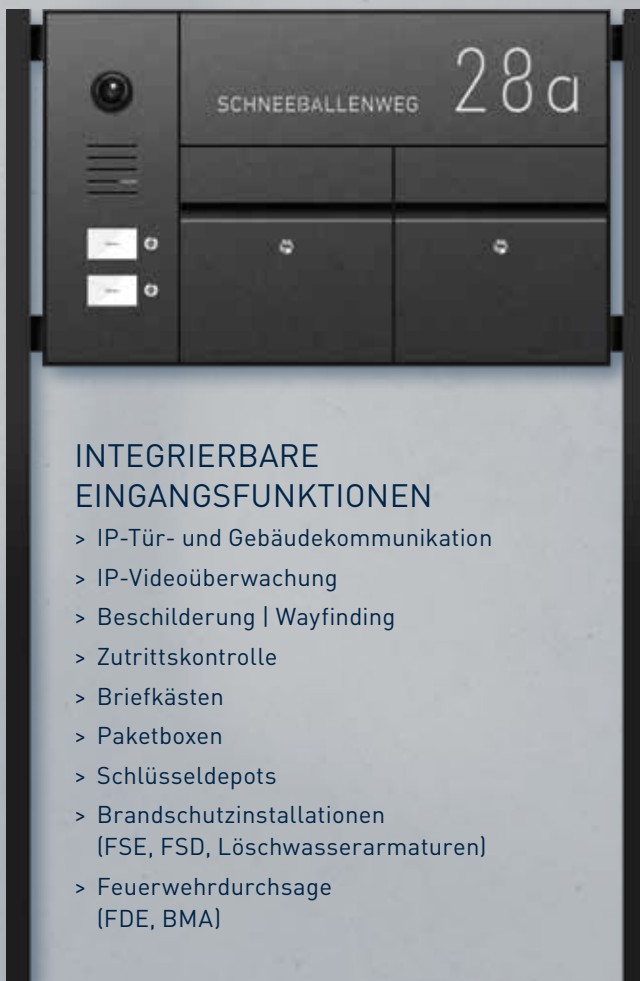 SCHNEEBALLENWEG 28a
INTEGRIERBARE
EINGANGSFUNKTIONEN
> IP-Tür- und Gebäudekommunikation
> IP-Videoüberwachung
> Beschilderung | Wayfinding
> Zutrittskontrolle
> Briefkästen
> Paketboxen
> Schlüsseldepots
> Brandschutzinstallationen
(FSE, FSD, Löschwasserarmaturen)
> Feuerwehrdurchsage
(FDE, BMA)